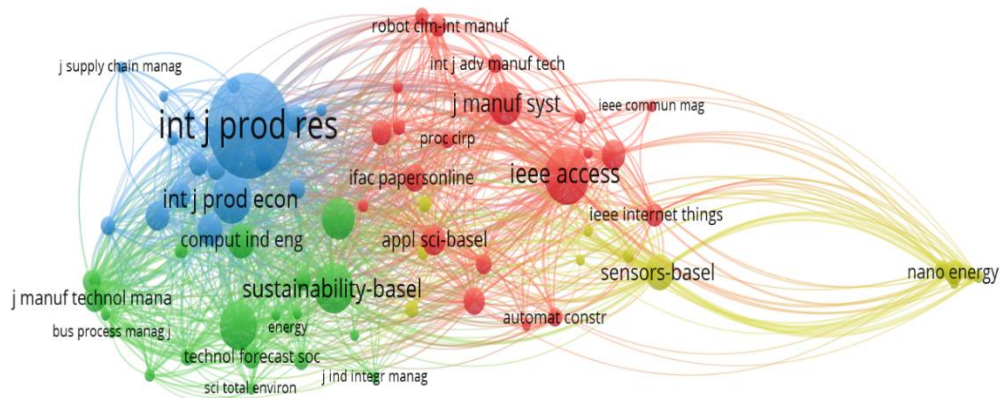 robot cim-int manuf
j supply chain manag
int j adv manuf tech
j manuf syst
ieee commun mag
int j prod res
proc cirp
ieee access
ifac papersonline
int j prod econ
ieee internet things
comput ind eng
appl sci-basel
sensors-basel
nano energy
sustainability-basel
j manuf technol mana
automat constr
energy
bus process manag j
technol forecast soc
j ind integr manag
sci total environ